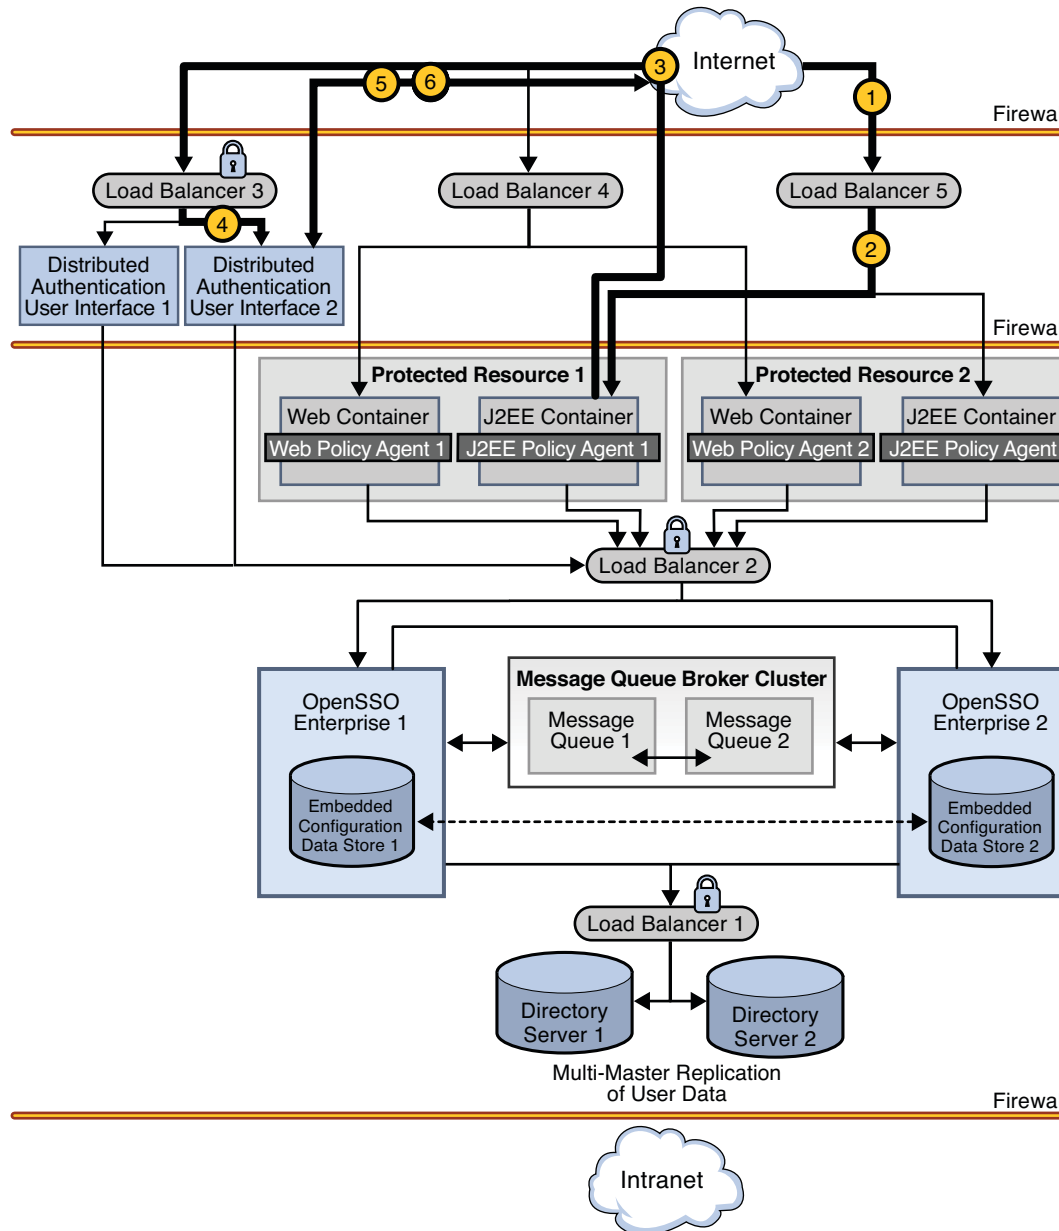 Internet
3
5
6
1
Firewa
Load Balancer 3
Load Balancer 4
Load Balancer 5
4
2
Distributed
Authentication
User Interface 1
Distributed
Authentication
User Interface 2
Firewa
Protected Resource 1
Protected Resource 2
Web Container
Web Policy Agent 1
J2EE Container
J2EE Policy Agent 1
Web Container
Web Policy Agent 2
J2EE Container
J2EE Policy Agent
Load Balancer 2
OpenSSO
Enterprise 1
Message Queue Broker Cluster
Message
Queue 1
Message
Queue 2
OpenSSO
Enterprise 2
Embedded
Configuration
Data Store 1
Embedded
Configuration
Data Store 2
Load Balancer 1
Directory
Server 1
Directory
Server 2
Multi-Master Replication
of User Data
Firewa
Intranet